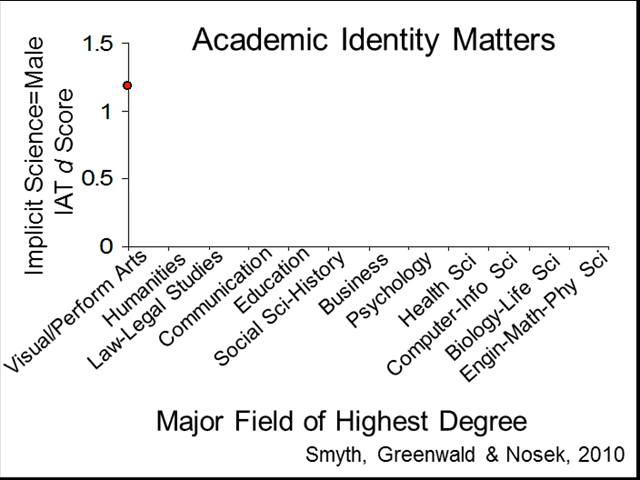 Academic Identity Matters
Implicit Science=Male
IAT d Score
1.5
1
0.5
0
Visual/Perform Arts
Humanities
Law-Legal Studies
Communication
Education
Social Sci-History
Business
Psychology
Health Sci
Computer-Info Sci
Biology-Life Sci
Engin-Math-Phy Sci
Major Field of Highest Degree
Smyth, Greenwald & Nosek, 2010